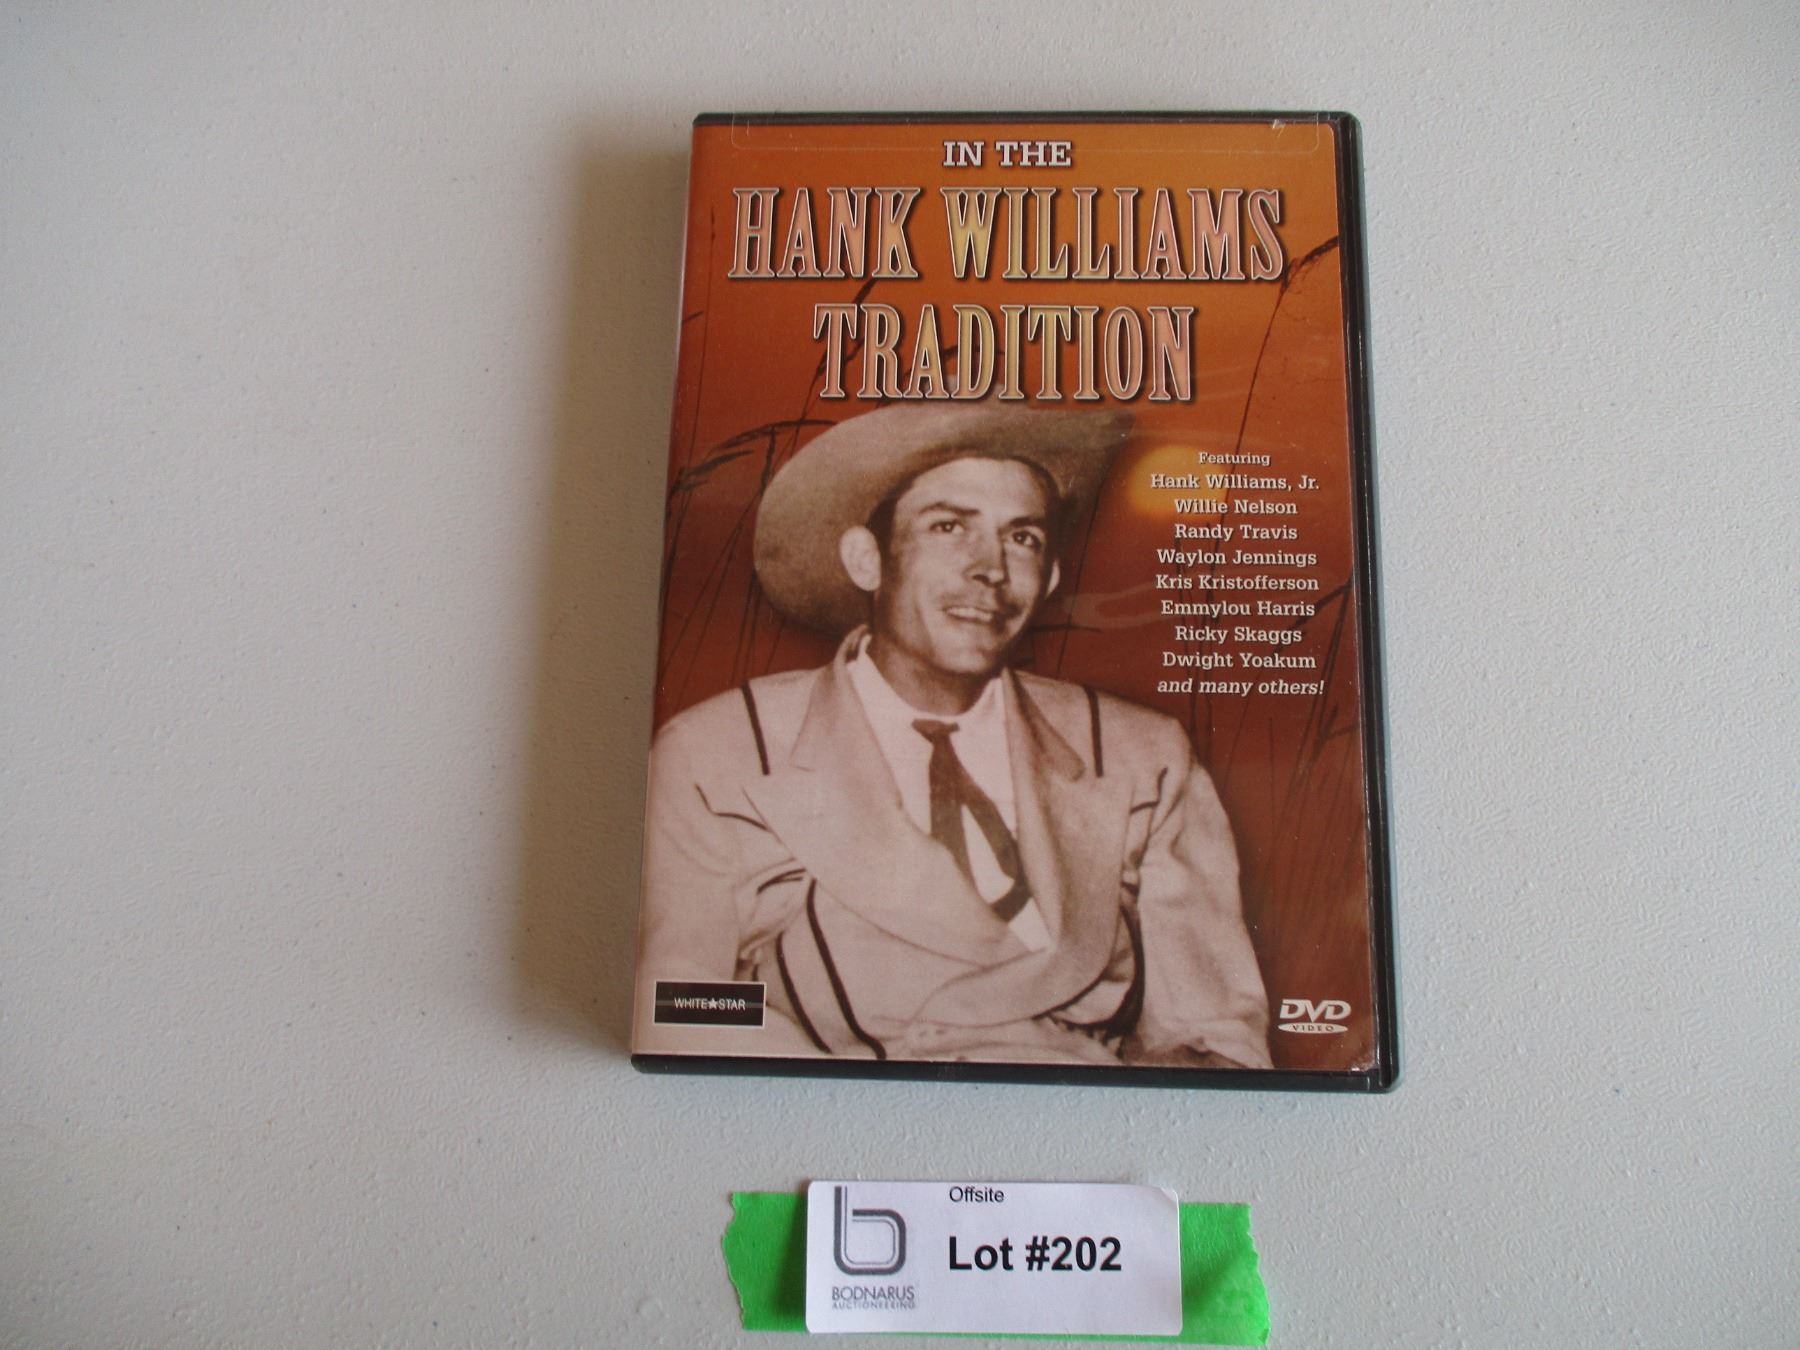 IN THE
HANK WILLIAMS
TRADITION
Featuring
Hank Williams, Jr.
Willie Nelson
Randy Travis
Waylon Jennings
Kris Kristofferson
Emmylou Harris
Ricky Skaggs
Dwight Yoakum
and many others!
WHITE★STAR
DVD
VIDEO
Offsite
Lot #202
b
BODNARUS
AUCTIONEERING